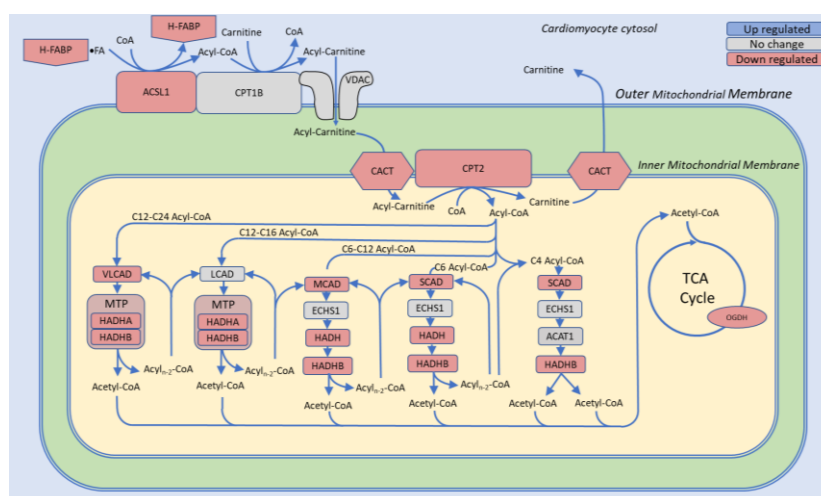 H-FABP
Cardiomyocyte cytosol
Up regulated
No change
Down regulated
H-FABP
•FA
CoA
Acyl-CoA
Carnitine
CoA
Acyl-Carnitine
ACSL1
CPT1B
VDAC
Carnitine
Outer Mitochondrial Membrane
Acyl-Carnitine
Inner Mitochondrial Membrane
CACT
CPT2
CACT
Acyl-Carnitine
CoA
Acyl-CoA
Carnitine
Acetyl-CoA
C12-C24 Acyl-CoA
C12-C16 Acyl-CoA
C6-C12 Acyl-CoA
C6 Acyl-CoA
C4 Acyl-CoA
VLCAD
LCAD
MCAD
SCAD
SCAD
MTP
HADHA
HADHB
MTP
HADHA
HADHB
ECHS1
HADH
HADHB
ECHS1
HADH
HADHB
ECHS1
ACAT1
HADHB
TCA
Cycle
OGDH
Acyln-2-CoA
Acyln-2-CoA
Acyln-2-CoA
Acyln-2-CoA
Acetyl-CoA
Acetyl-CoA
Acetyl-CoA
Acetyl-CoA
Acetyl-CoA
Acetyl-CoA